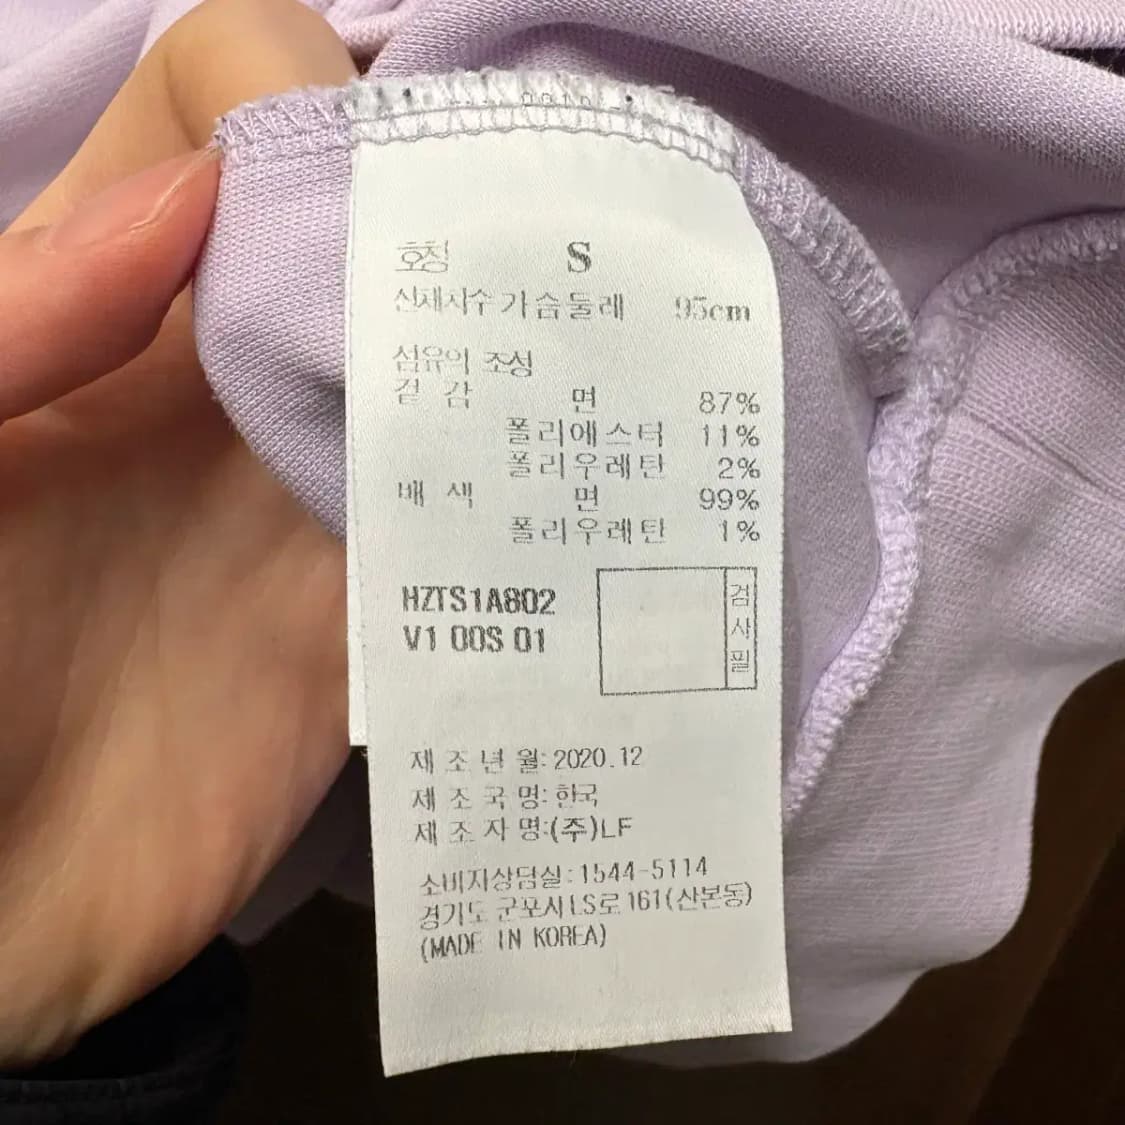 호칭 S
신체치수 가슴둘레 95cm
섬유의 조성
겉감 면 87%
폴리에스터 11%
폴리우레탄 2%
배색 면 99%
폴리우레탄 1%
HZTS1A802
V1 00S 01
검사필
제조년월:2020.12
제조국명:한국
제조자명:(주)LF
소비자상담실:1544-5114
경기도 군포시 LS로 161(산본동)
(MADE IN KOREA)